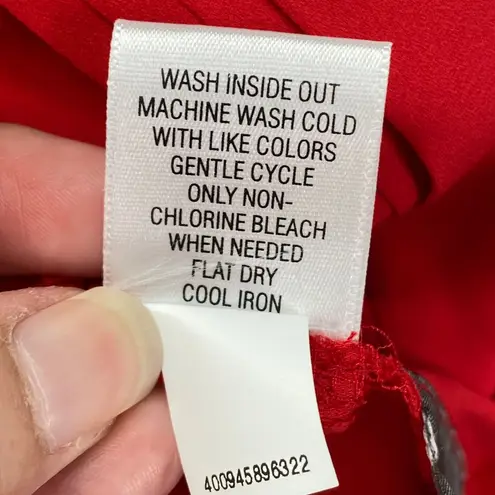 WASH INSIDE OUT
MACHINE WASH COLD
WITH LIKE COLORS
GENTLE CYCLE
ONLY NON-
CHLORINE BLEACH
WHEN NEEDED
FLAT DRY
COOL IRON
400945896322